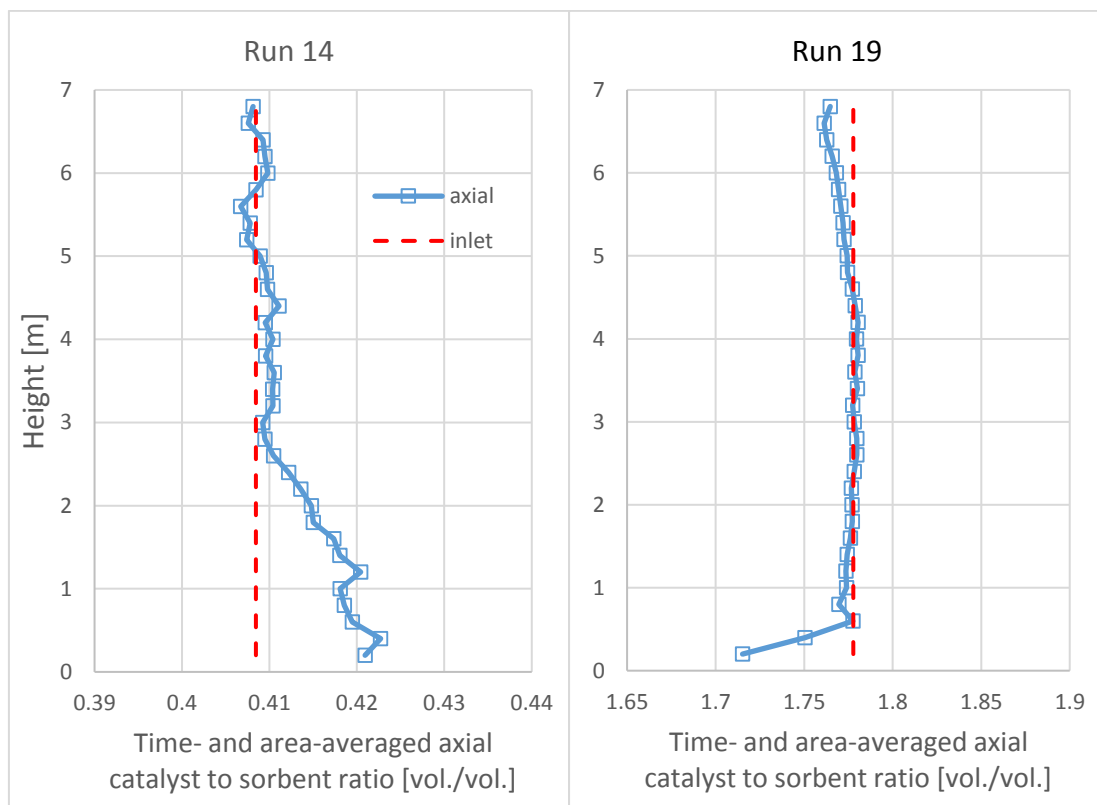 Run 14
7
6
5
4
3
2
1
0
Height [m]
axial
inlet
0.39 0.4 0.41 0.42 0.43 0.44
Time- and area-averaged axial
catalyst to sorbent ratio [vol./vol.]
Run 19
7
6
5
4
3
2
1
0
1.65 1.7 1.75 1.8 1.85 1.9
Time- and area-averaged axial
catalyst to sorbent ratio [vol./vol.]